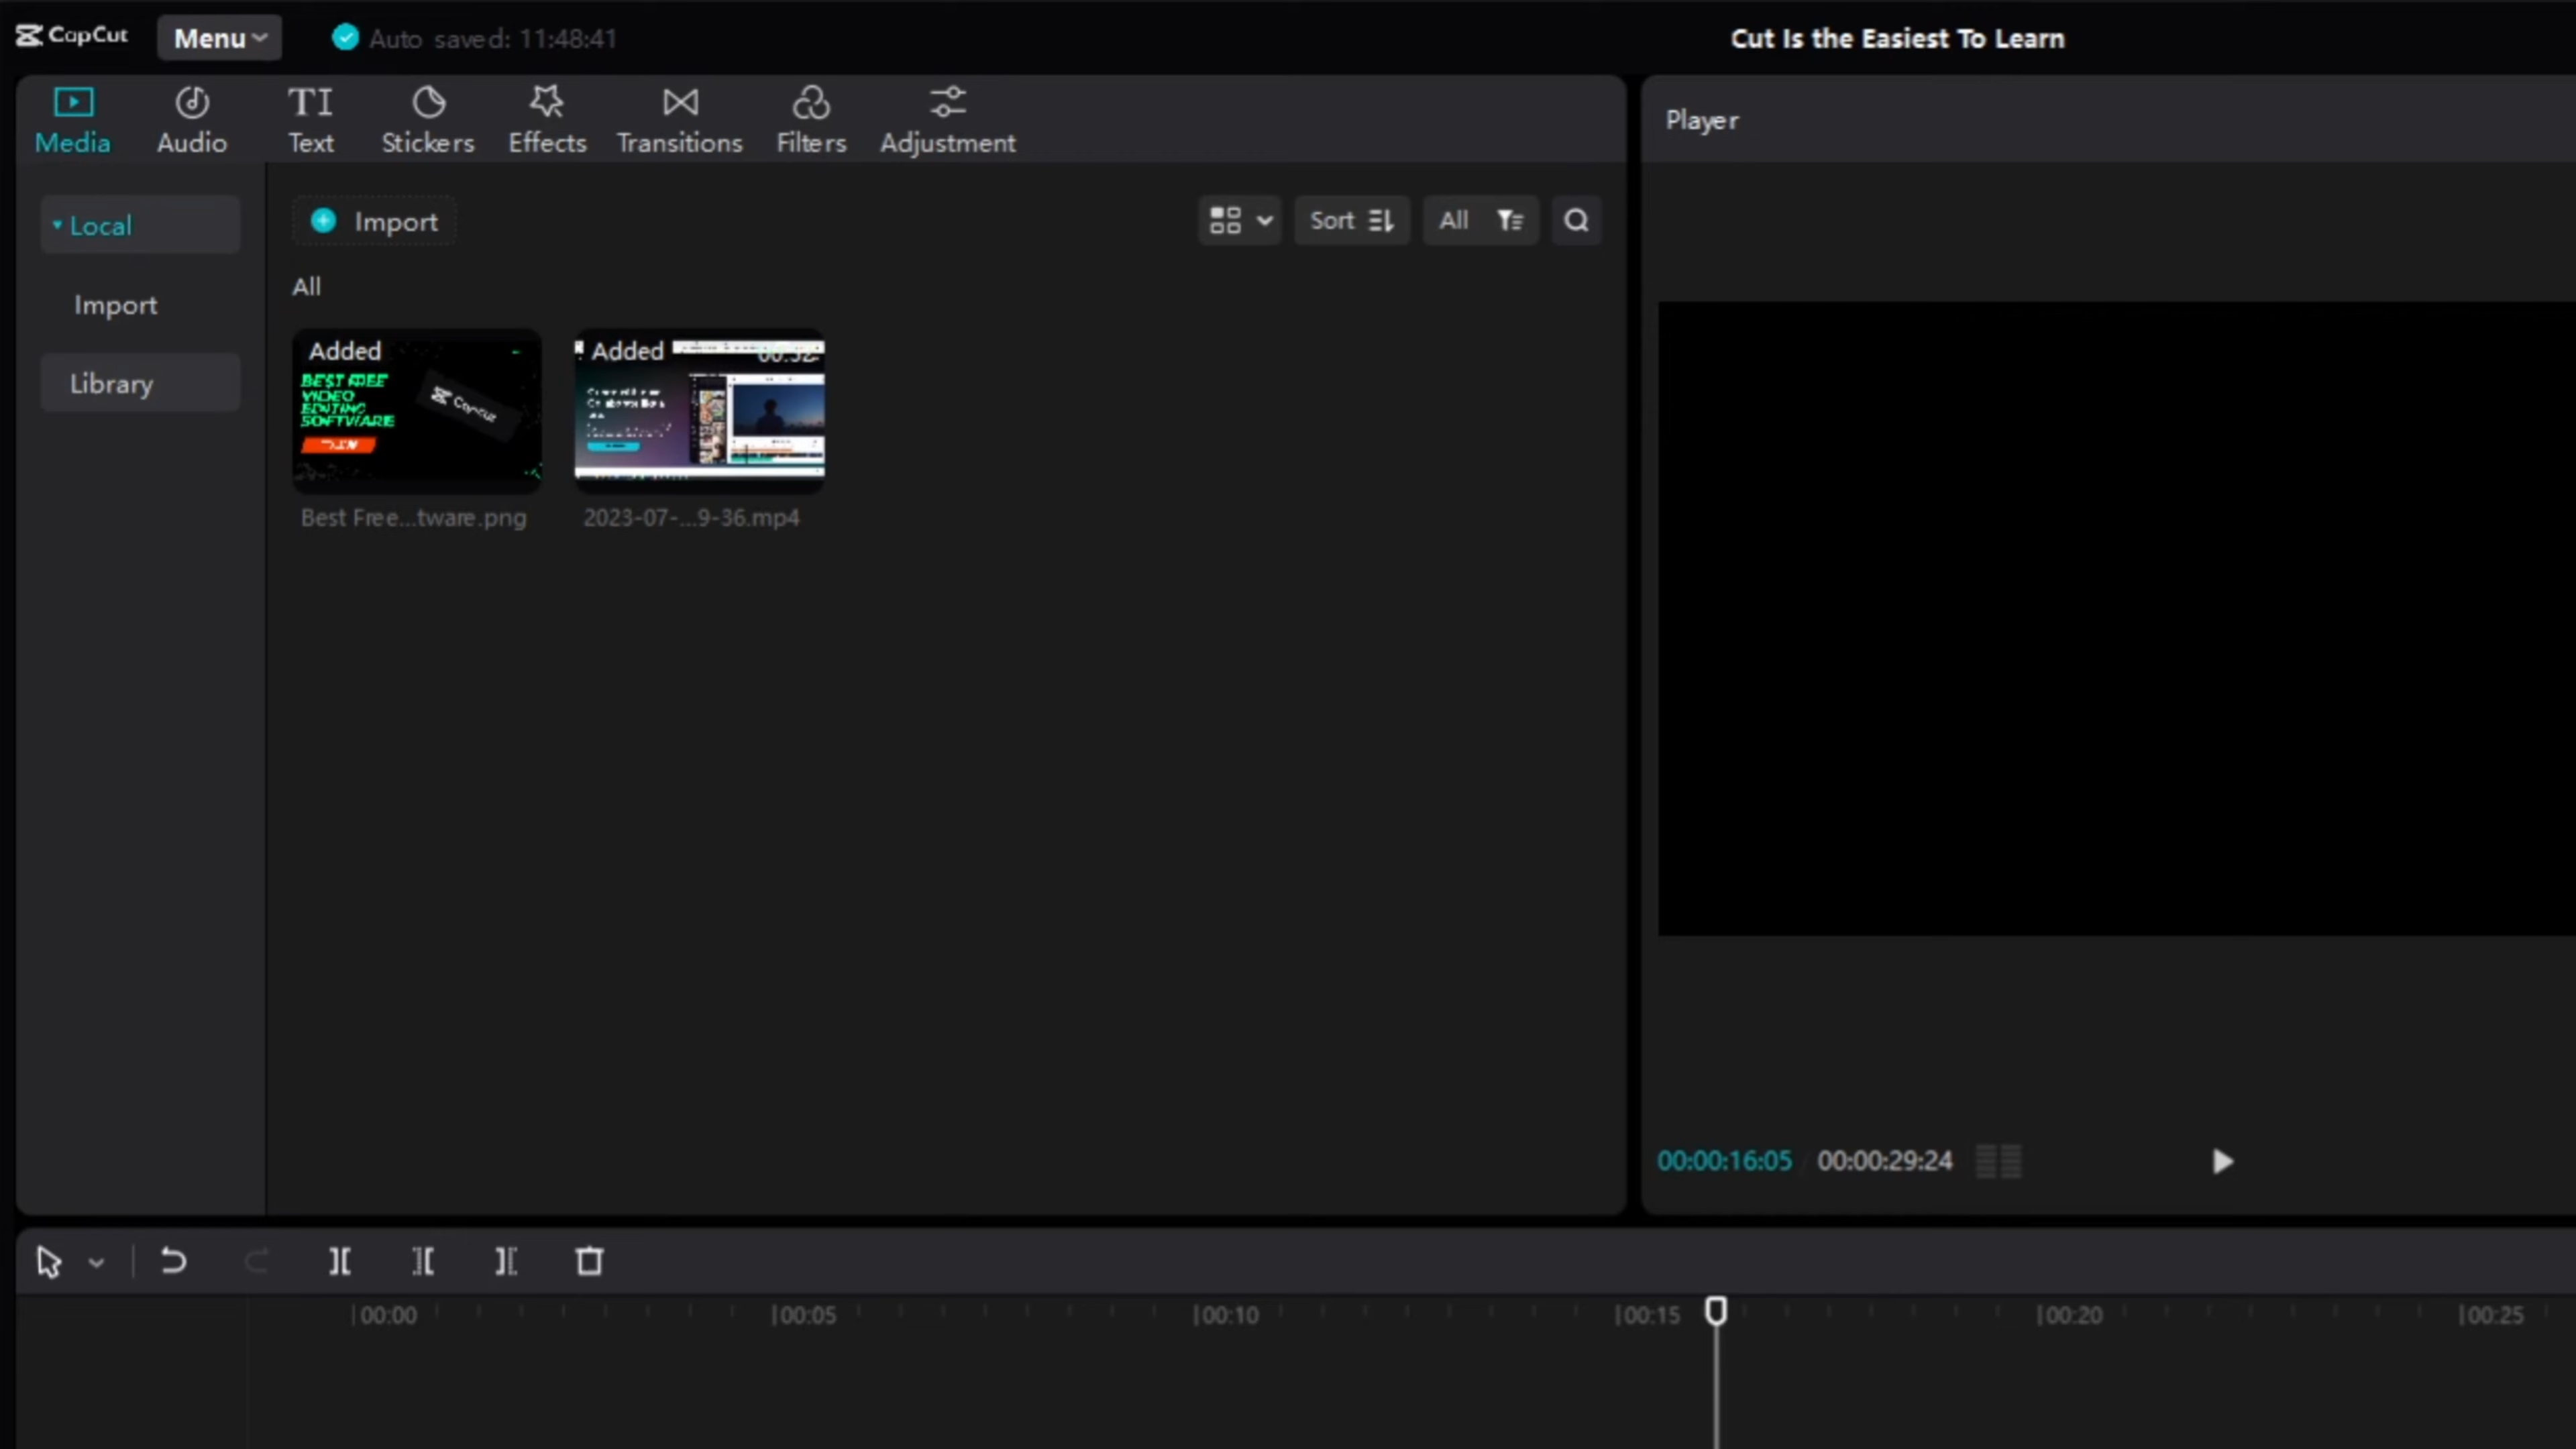 CapCut Menu Auto saved: 11:48:41 Cut Is the Easiest To Learn
Media Audio Text Stickers Effects Transitions Filters Adjustment
Player
Local
Import
Library
Import
Sort All
All
Added
BEST FREE
VIDEO
EDITING
SOFTWARE
CapCut
Best Free...tware.png
Added
00:32
2023-07-...9-36.mp4
00:00:16:05 00:00:29:24
00:00 00:05 00:10 00:15 00:20 00:25